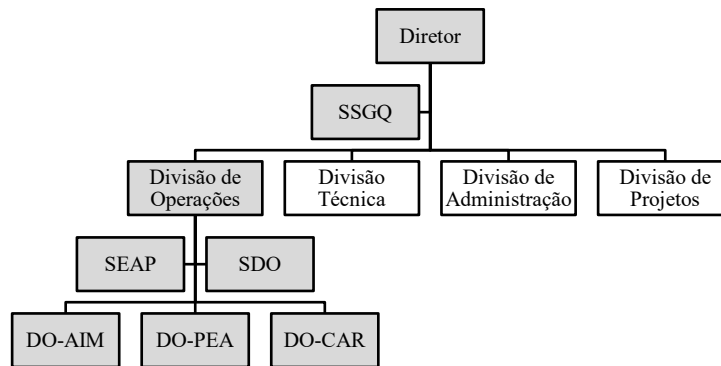 Diretor
SSGQ
Divisão de
Operações
Divisão
Técnica
Divisão de
Administração
Divisão de
Projetos
SEAP
SDO
DO-AIM
DO-PEA
DO-CAR